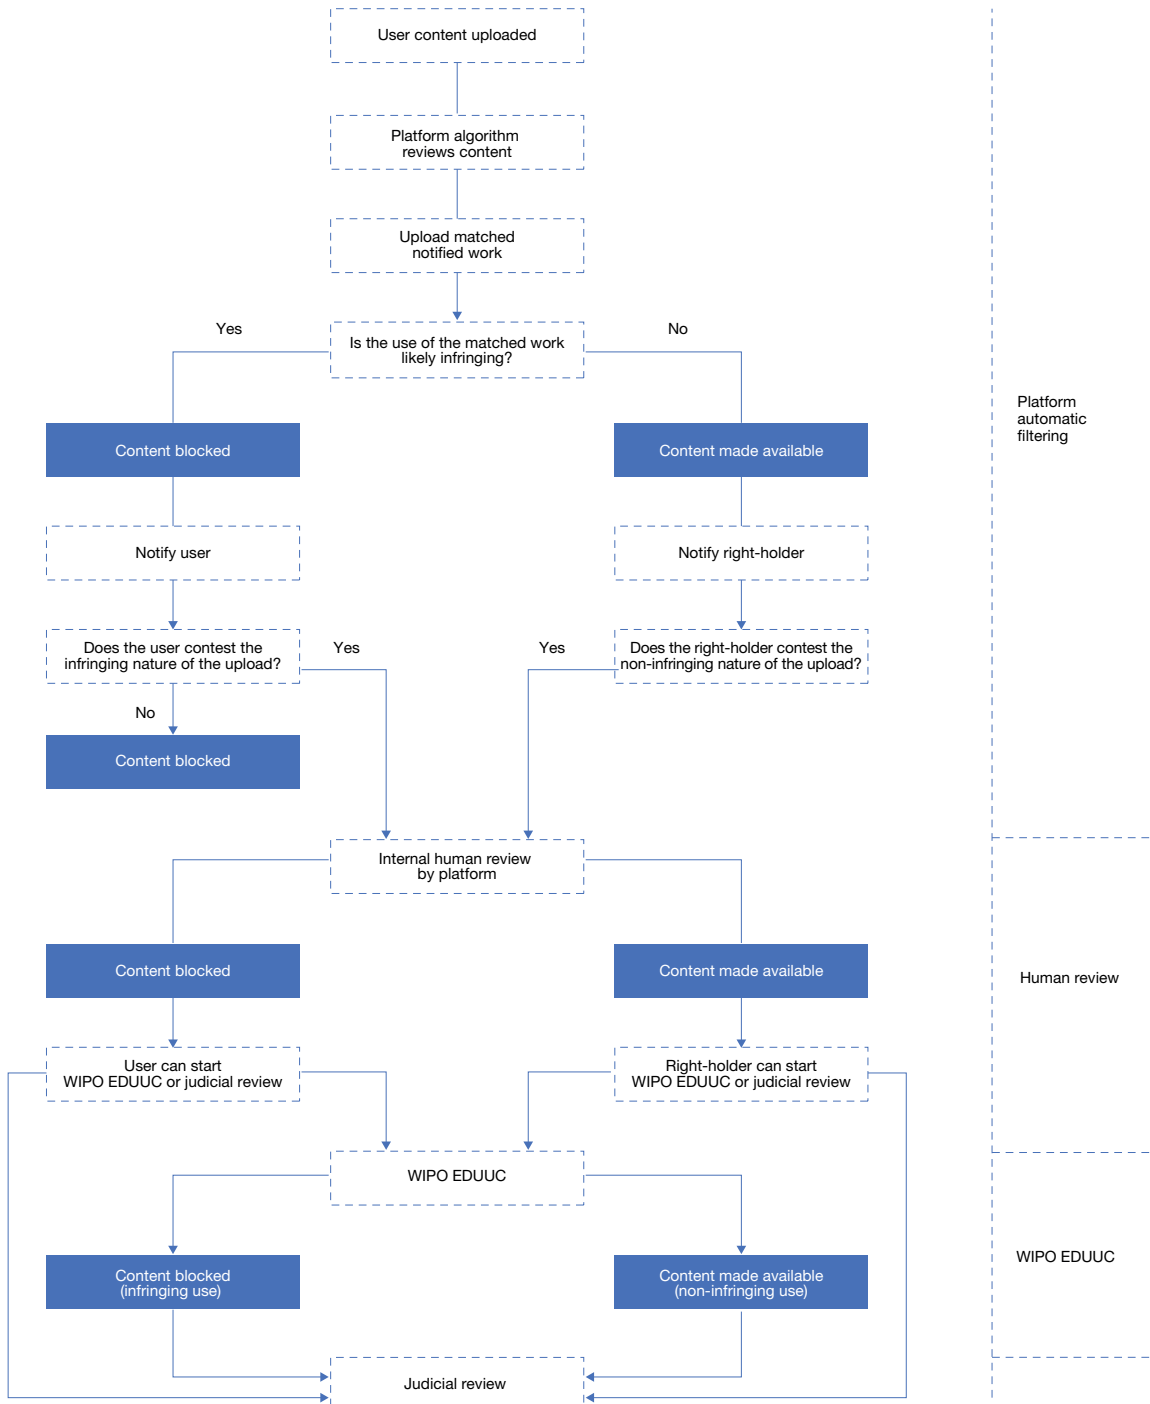 User content uploaded
Platform algorithm
reviews content
Upload matched
notified work
Yes
No
Is the use of the matched work
likely infringing?
Platform
automatic
filtering
Content blocked
Content made available
Notify user
Notify right-holder
Does the user contest the
infringing nature of the upload?
Yes
Yes
Does the right-holder contest the
non-infringing nature of the upload?
No
Content blocked
Internal human review
by platform
Content blocked
Content made available
Human review
User can start
WIPO EDUUC or judicial review
Right-holder can start
WIPO EDUUC or judicial review
WIPO EDUUC
WIPO EDUUC
Content blocked
(infringing use)
Content made available
(non-infringing use)
Judicial review